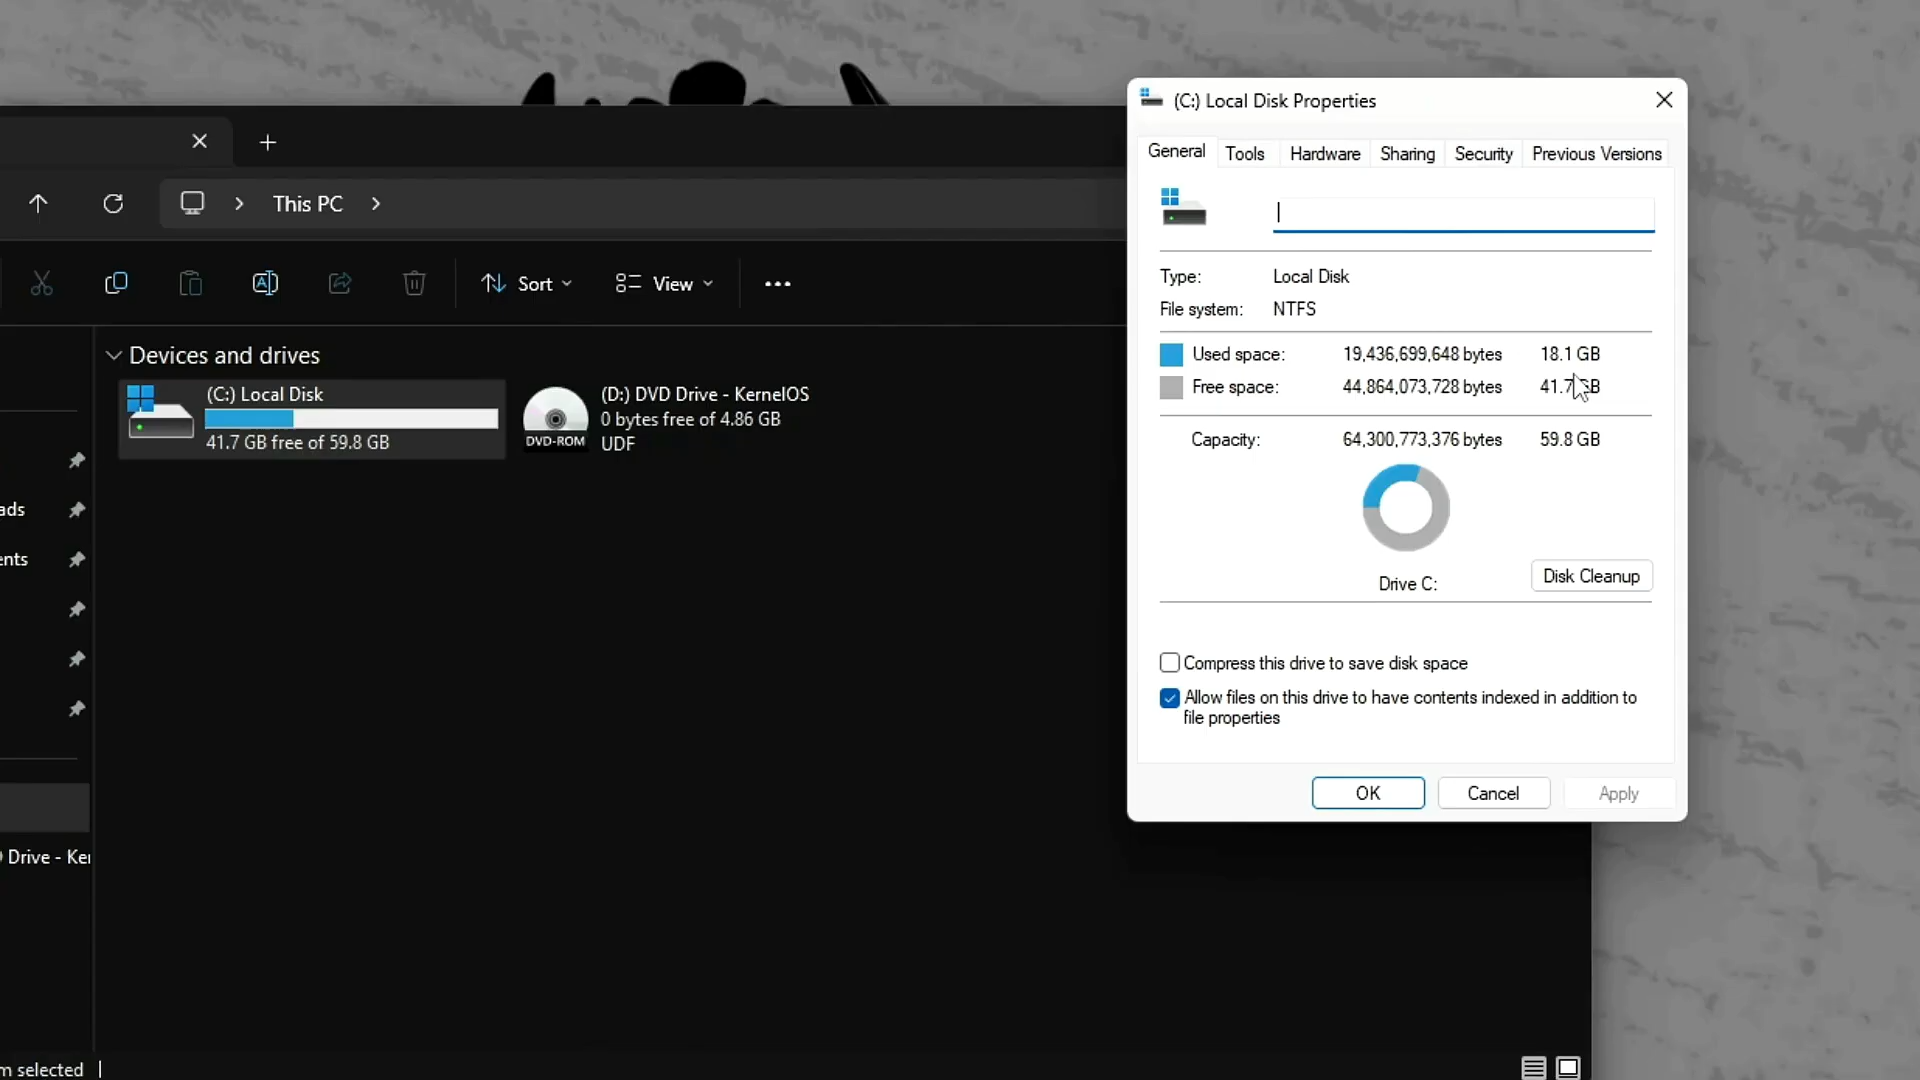 This PC
Sort
View
Devices and drives
(C:) Local Disk
41.7 GB free of 59.8 GB
(D:) DVD Drive - KernelOS
0 bytes free of 4.86 GB
UDF
DVD-ROM
ads
ents
Drive - Ker
m selected
(C:) Local Disk Properties
General
Tools
Hardware
Sharing
Security
Previous Versions
Type: Local Disk
File system: NTFS
Used space: 19,436,699,648 bytes 18.1 GB
Free space: 44,864,073,728 bytes 41.7 GB
Capacity: 64,300,773,376 bytes 59.8 GB
Drive C:
Disk Cleanup
Compress this drive to save disk space
Allow files on this drive to have contents indexed in addition to
file properties
OK
Cancel
Apply